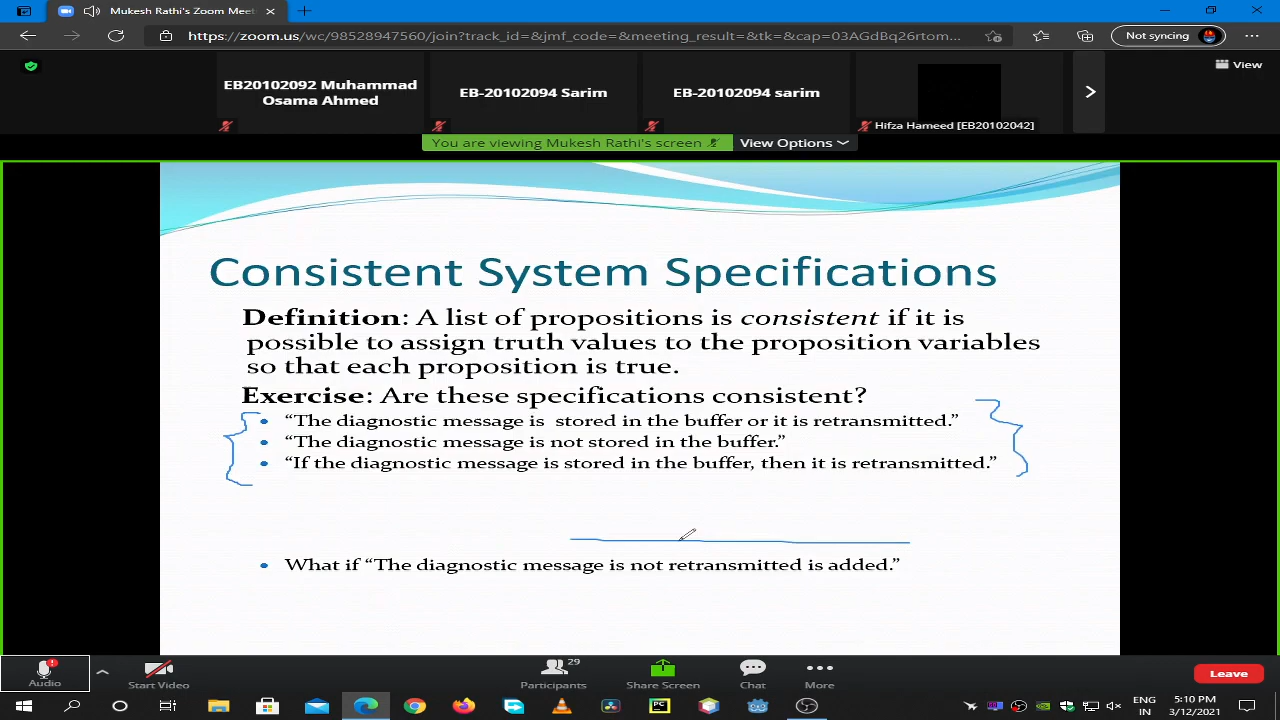 Mukesh Rathi's Zoom Meeti
https://zoom.us/wc/98528947560/join?track_id=&jmf_code=&meeting_result=&tk=&cap=03AGdBq26rtom...
Not syncing
EB20102092 Muhammad
Osama Ahmed
EB-20102094 Sarim
EB-20102094 sarim
Hifza Hameed [EB20102042]
View
You are viewing Mukesh Rathi's screen
View Options
Consistent System Specifications
Definition: A list of propositions is consistent if it is
possible to assign truth values to the proposition variables
so that each proposition is true.
Exercise: Are these specifications consistent?
• “The diagnostic message is stored in the buffer or it is retransmitted.”
• “The diagnostic message is not stored in the buffer.”
• “If the diagnostic message is stored in the buffer, then it is retransmitted.”
• What if “The diagnostic message is not retransmitted is added.”
Audio
Start Video
Participants
29
Share Screen
Chat
More
Leave
ENG
IN
5:10 PM
3/12/2021